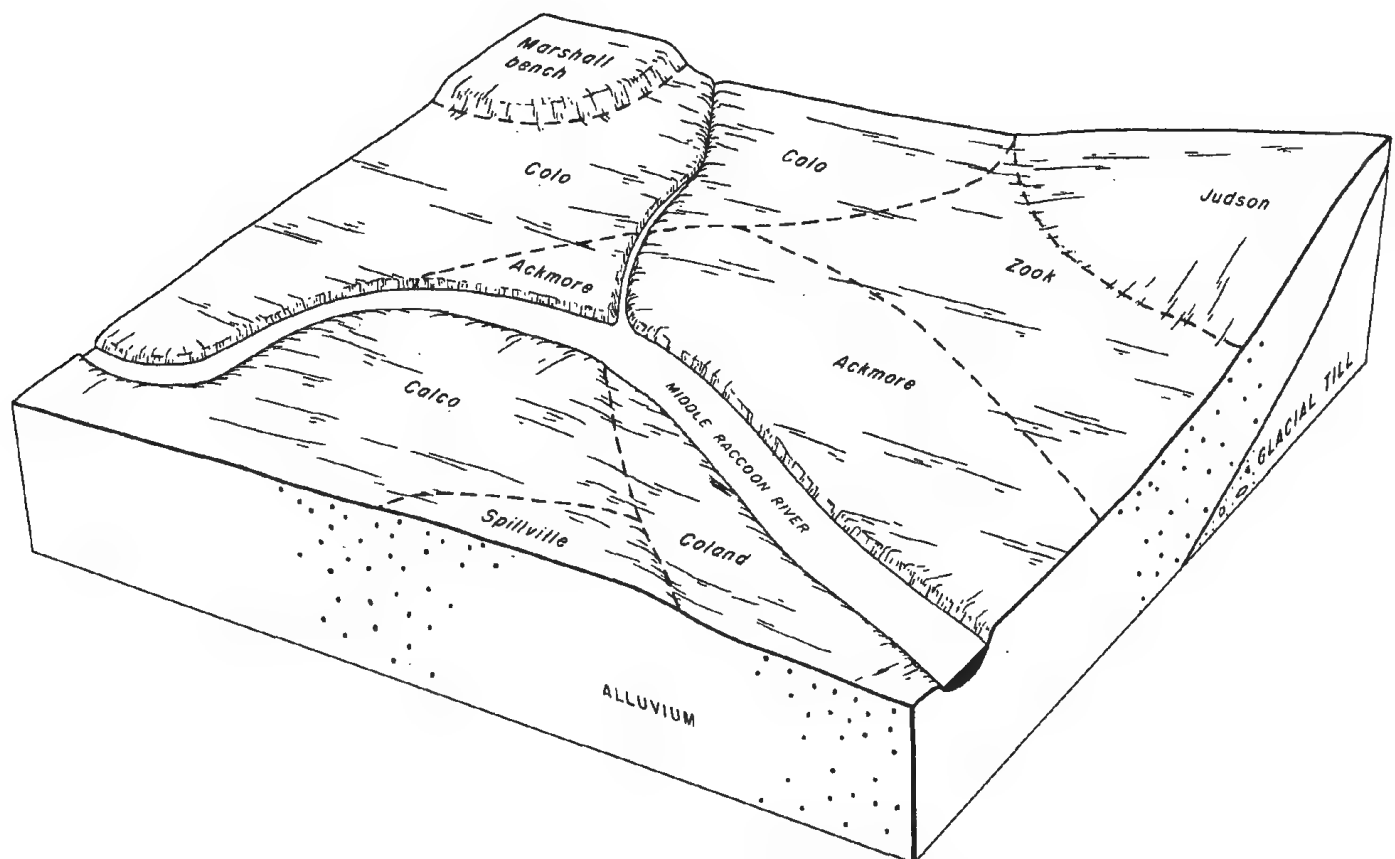 Marshall
bench
Colo
Colo
Judson
Zook
Ackmore
Ackmore
Calco
MIDDLE RACCOON RIVER
Spillville
Coland
GLACIAL TILL
ALLUVIUM